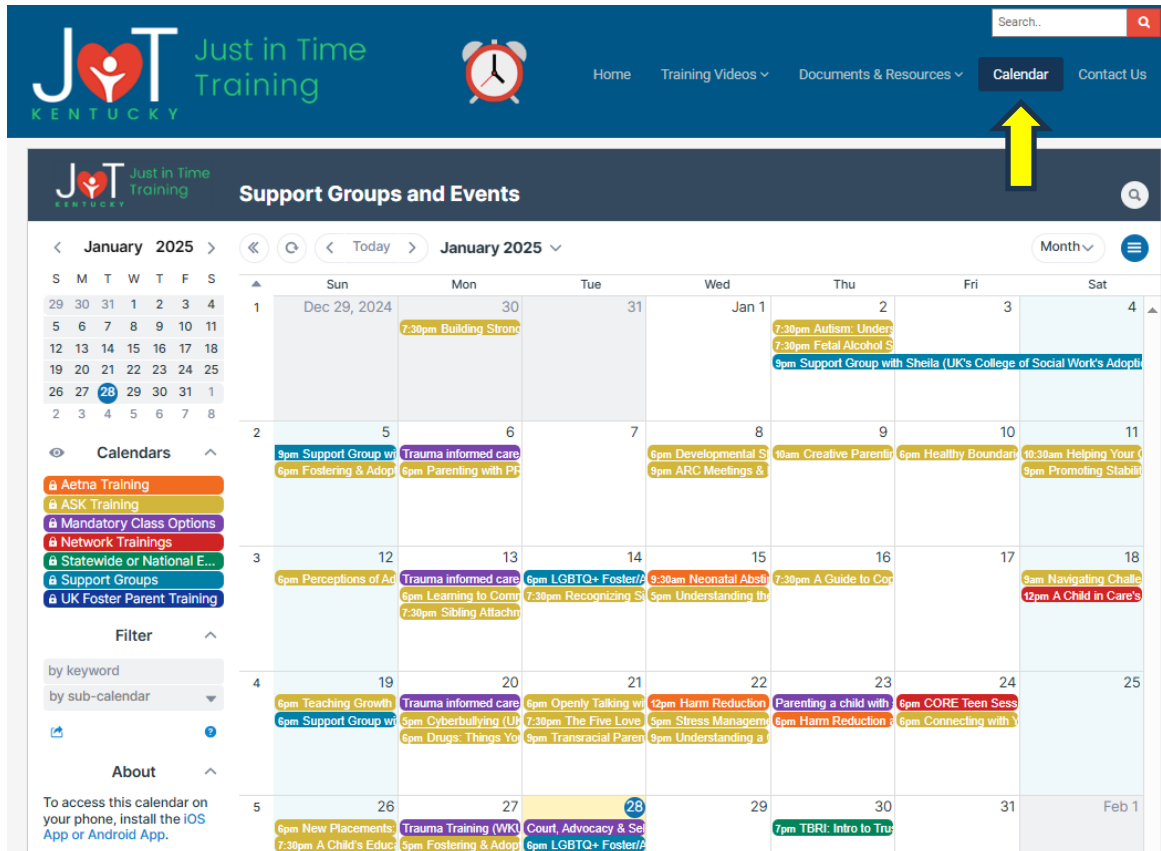 Search..
JiT
KENTUCKY
Just in Time
Training
Home Training Videos Documents & Resources Calendar Contact Us
JiT
KENTUCKY
Just in Time
Training
Support Groups and Events
January 2025
S M T W T F S
29 30 31 1 2 3 4
5 6 7 8 9 10 11
12 13 14 15 16 17 18
19 20 21 22 23 24 25
26 27 28 29 30 31 1
2 3 4 5 6 7 8
Calendars
Aetna Training
ASK Training
Mandatory Class Options
Network Trainings
Statewide or National E...
Support Groups
UK Foster Parent Training
Filter
by keyword
by sub-calendar
About
To access this calendar on
your phone, install the iOS
App or Android App.
Today January 2025 Month
Sun Mon Tue Wed Thu Fri Sat
1 Dec 29, 2024 30 31 Jan 1 2 3 4
7:30pm Building Strong
7:30pm Autism: Unders
7:30pm Fetal Alcohol S
9pm Support Group with Sheila (UK's College of Social Work's Adopti
2 5 6 7 8 9 10 11
9pm Support Group wi Trauma informed care 6pm Developmental S 10am Creative Parentin 6pm Healthy Boundari 10:30am Helping Your
6pm Fostering & Adop 6pm Parenting with PR 9pm ARC Meetings & 9pm Promoting Stabilit
3 12 13 14 15 16 17 18
6pm Perceptions of Ad Trauma informed care 6pm LGBTQ+ Foster/A 9:30am Neonatal Absti 7:30pm A Guide to Cop 9am Navigating Challe
6pm Learning to Comm 7:30pm Recognizing Si 5pm Understanding the 12pm A Child in Care's
7:30pm Sibling Attachm
4 19 20 21 22 23 24 25
6pm Teaching Growth Trauma informed care 6pm Openly Talking wi 12pm Harm Reduction Parenting a child with 6pm CORE Teen Sess
6pm Support Group wi 5pm Cyberbullying (U 7:30pm The Five Love 5pm Stress Manageme 6pm Harm Reduction a 6pm Connecting with Y
6pm Drugs: Things Yo 9pm Transracial Paren 9pm Understanding a
5 26 27 28 29 30 31 Feb 1
6pm New Placements Trauma Training (WKU Court, Advocacy & Sel 7pm TBRI: Intro to Tru
7:30pm A Child's Educ 5pm Fostering & Adop 6pm LGBTQ+ Foster/A